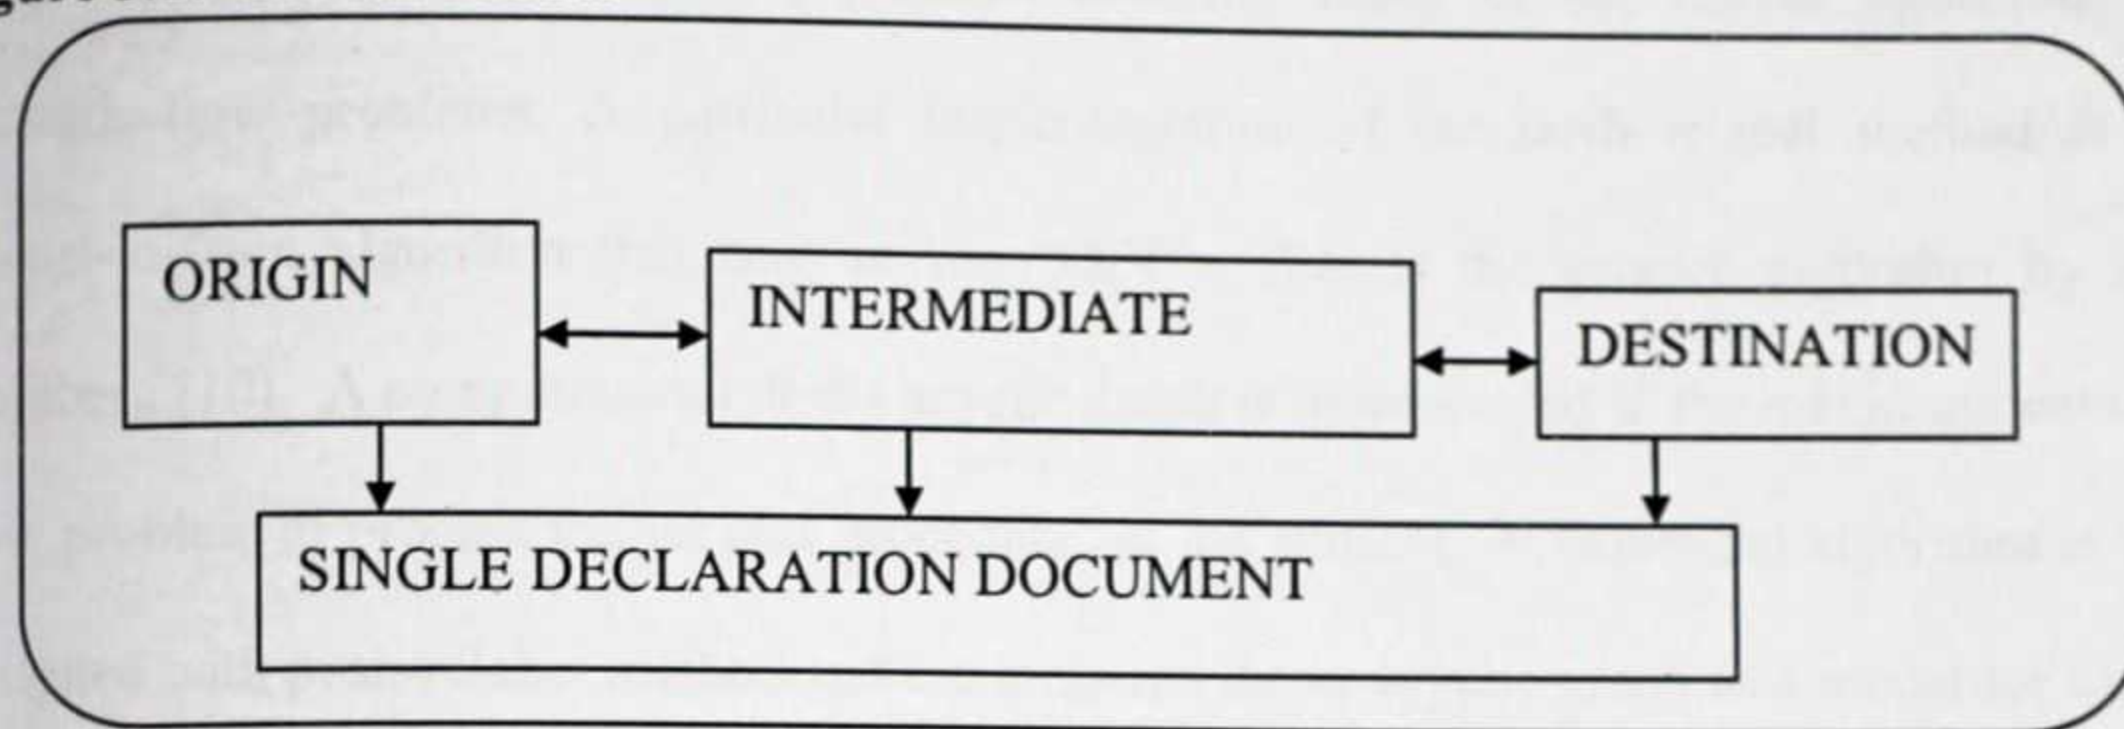 ORIGIN
INTERMEDIATE
DESTINATION
SINGLE DECLARATION DOCUMENT